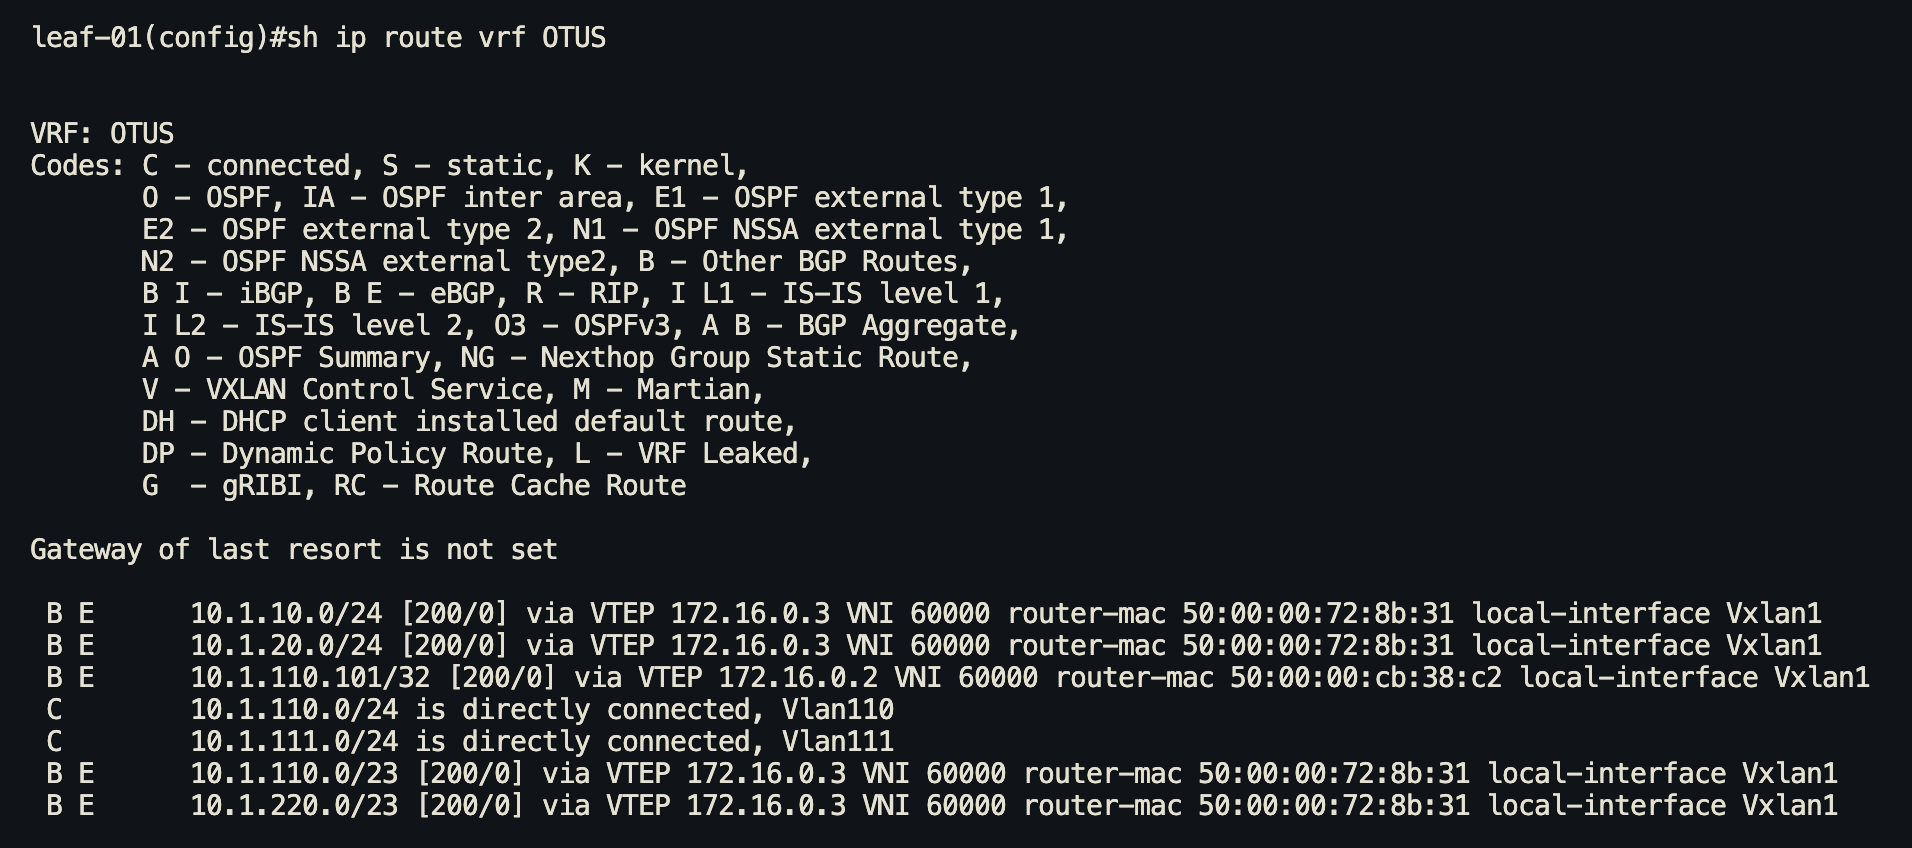 leaf-01(config)#sh ip route vrf OTUS
VRF: OTUS
Codes: C - connected, S - static, K - kernel,
O - OSPF, IA - OSPF inter area, E1 - OSPF external type 1,
E2 - OSPF external type 2, N1 - OSPF NSSA external type 1,
N2 - OSPF NSSA external type2, B - Other BGP Routes,
B I - iBGP, B E - eBGP, R - RIP, I L1 - IS-IS level 1,
I L2 - IS-IS level 2, O3 - OSPFv3, A B - BGP Aggregate,
A O - OSPF Summary, NG - Nexthop Group Static Route,
V - VXLAN Control Service, M - Martian,
DH - DHCP client installed default route,
DP - Dynamic Policy Route, L - VRF Leaked,
G  - gRIBI, RC - Route Cache Route
Gateway of last resort is not set
B E      10.1.10.0/24 [200/0] via VTEP 172.16.0.3 VNI 60000 router-mac 50:00:00:72:8b:31 local-interface Vxlan1
B E      10.1.20.0/24 [200/0] via VTEP 172.16.0.3 VNI 60000 router-mac 50:00:00:72:8b:31 local-interface Vxlan1
B E      10.1.110.101/32 [200/0] via VTEP 172.16.0.2 VNI 60000 router-mac 50:00:00:cb:38:c2 local-interface Vxlan1
C        10.1.110.0/24 is directly connected, Vlan110
C        10.1.111.0/24 is directly connected, Vlan111
B E      10.1.110.0/23 [200/0] via VTEP 172.16.0.3 VNI 60000 router-mac 50:00:00:72:8b:31 local-interface Vxlan1
B E      10.1.220.0/23 [200/0] via VTEP 172.16.0.3 VNI 60000 router-mac 50:00:00:72:8b:31 local-interface Vxlan1